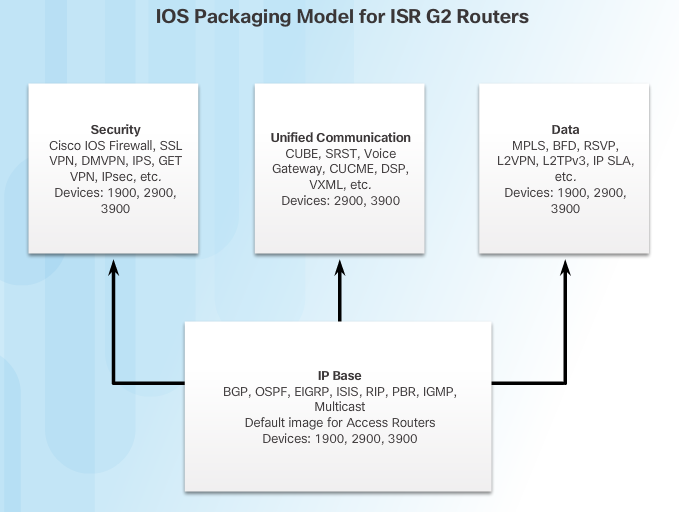 IOS Packaging Model for ISR G2 Routers
Security
Cisco IOS Firewall, SSL
VPN, DMVPN, IPS, GET
VPN, IPsec, etc.
Devices: 1900, 2900,
3900
Unified Communication
CUBE, SRST, Voice
Gateway, CUCME, DSP,
VXML, etc.
Devices: 2900, 3900
Data
MPLS, BFD, RSVP,
L2VPN, L2TPv3, IP SLA,
etc.
Devices: 1900, 2900,
3900
IP Base
BGP, OSPF, EIGRP, ISIS, RIP, PBR, IGMP,
Multicast
Default image for Access Routers
Devices: 1900, 2900, 3900